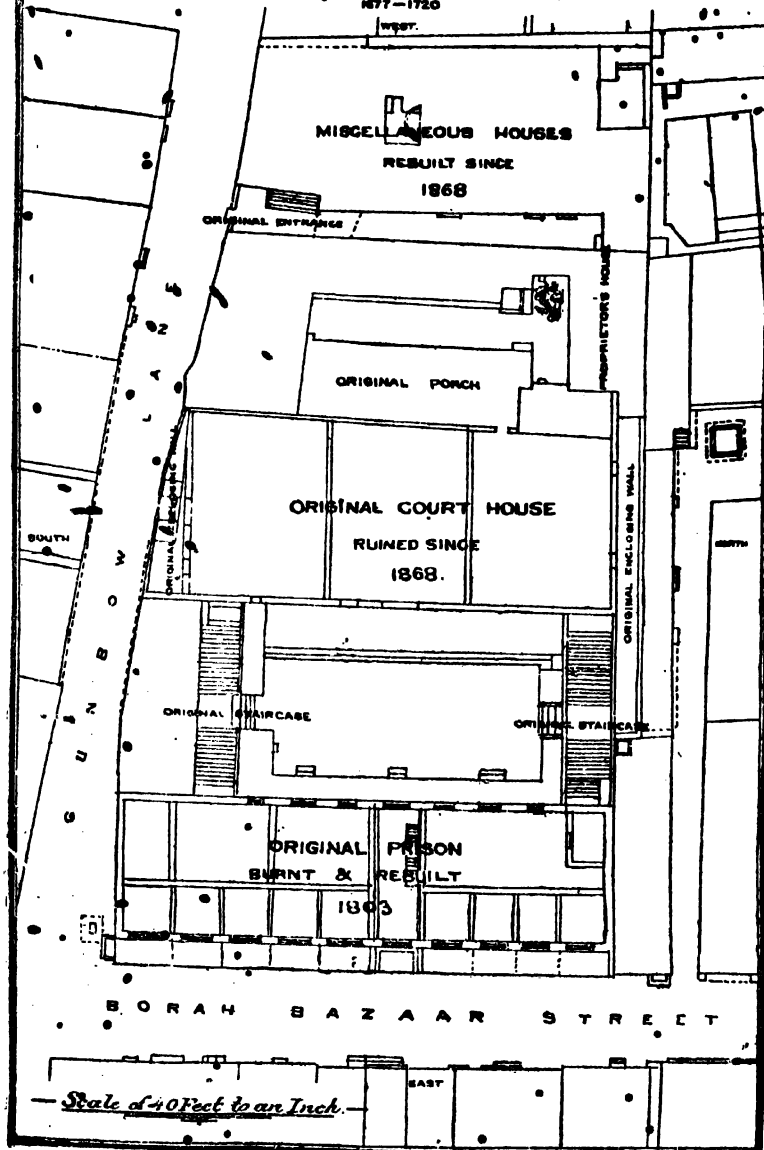 1677—1720
WEST.
MISCELLANEOUS HOUSES
REBUILT SINCE
1868
ORIGINAL ENTRANCE
PROPRIETOR'S HOUSE
ORIGINAL PORCH
ORIGINAL COURT HOUSE
RUINED SINCE
1868.
ORIGINAL ENCLOSING WALL
ORIGINAL ENCLOSING WALL
SOUTH
NORTH
GUNBOW LANE
ORIGINAL STAIRCASE
ORIGINAL STAIRCASE
ORIGINAL PRISON
BURNT & REBUILT
1803
BORAH BAZAAR STREET
EAST
Scale of 40 Feet to an Inch.